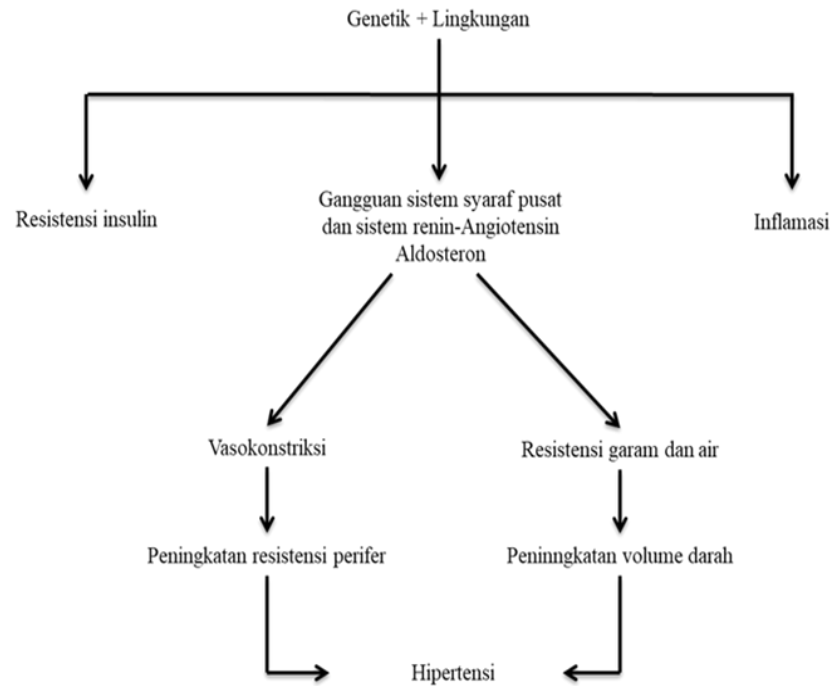 Genetik + Lingkungan
Resistensi insulin
Gangguan sistem syaraf pusat
dan sistem renin-Angiotensin
Aldosteron
Inflamasi
Vasokonstriksi
Resistensi garam dan air
Peningkatan resistensi perifer
Peninngkatan volume darah
Hipertensi